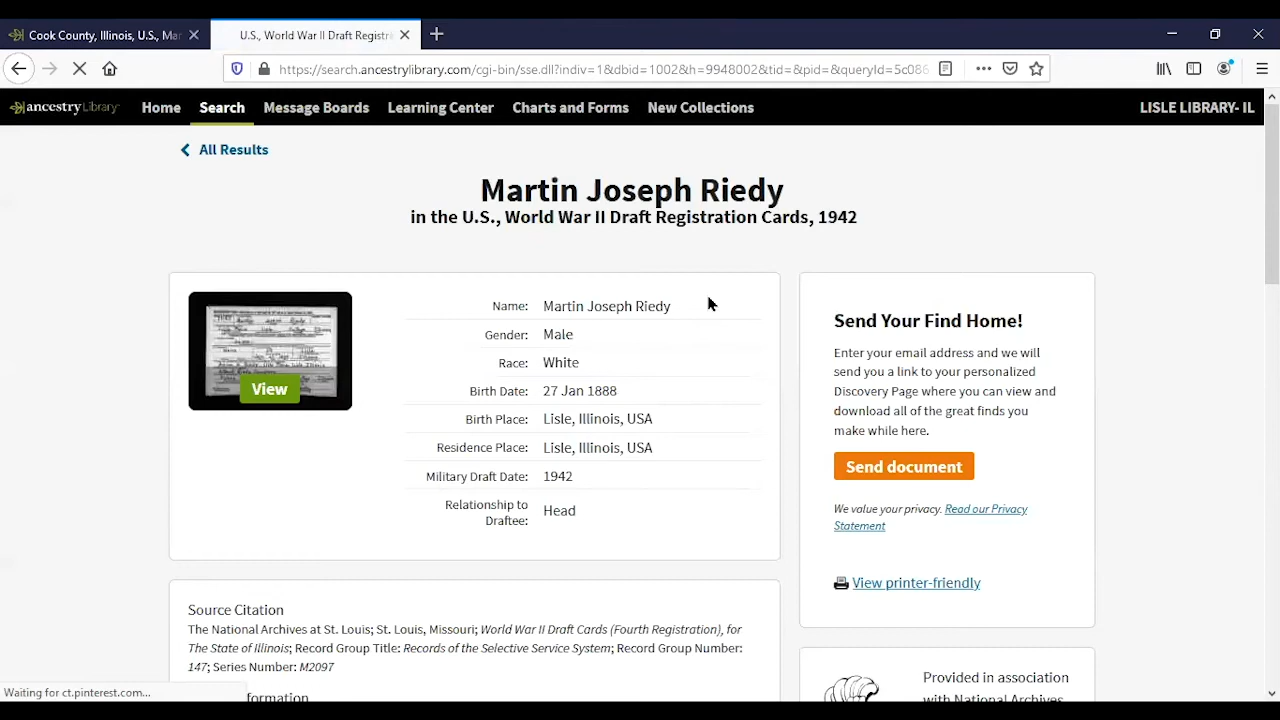 Cook County, Illinois, U.S., Mar
U.S., World War II Draft Registra
https://search.ancestrylibrary.com/cgi-bin/sse.dll?indiv=1&dbid=1002&h=9948002&tid=&pid=&queryId=5c086
ancestryLibrary
Home
Search
Message Boards
Learning Center
Charts and Forms
New Collections
LISLE LIBRARY- IL
All Results
Martin Joseph Riedy
in the U.S., World War II Draft Registration Cards, 1942
View
Name: Martin Joseph Riedy
Gender: Male
Race: White
Birth Date: 27 Jan 1888
Birth Place: Lisle, Illinois, USA
Residence Place: Lisle, Illinois, USA
Military Draft Date: 1942
Relationship to
Draftee: Head
Send Your Find Home!
Enter your email address and we will
send you a link to your personalized
Discovery Page where you can view and
download all of the great finds you
make while here.
Send document
We value your privacy. Read our Privacy
Statement
View printer-friendly
Source Citation
The National Archives at St. Louis; St. Louis, Missouri; World War II Draft Cards (Fourth Registration), for
The State of Illinois; Record Group Title: Records of the Selective Service System; Record Group Number:
147; Series Number: M2097
formation
Provided in association
with National Archives
Waiting for ct.pinterest.com...